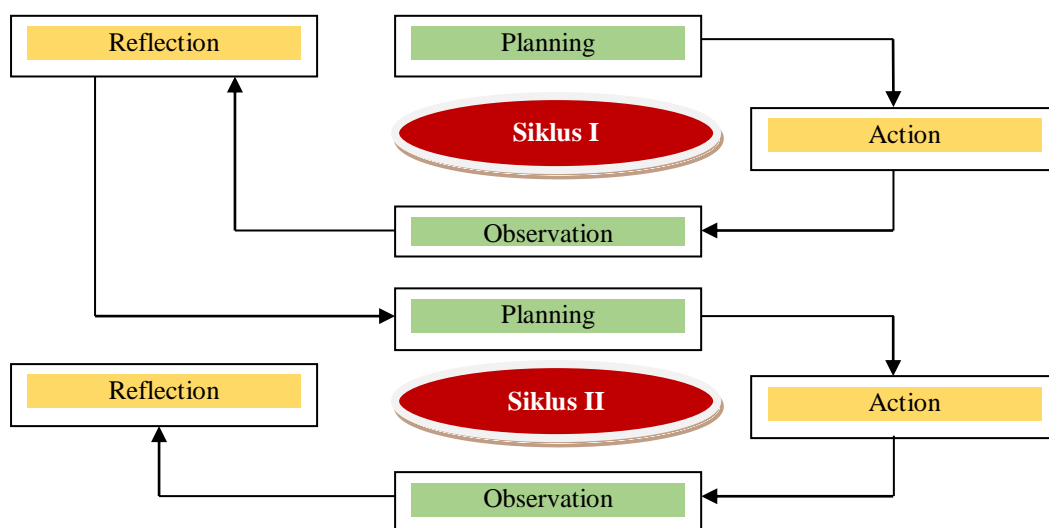 Reflection
Planning
Siklus I
Action
Observation
Planning
Reflection
Siklus II
Action
Observation